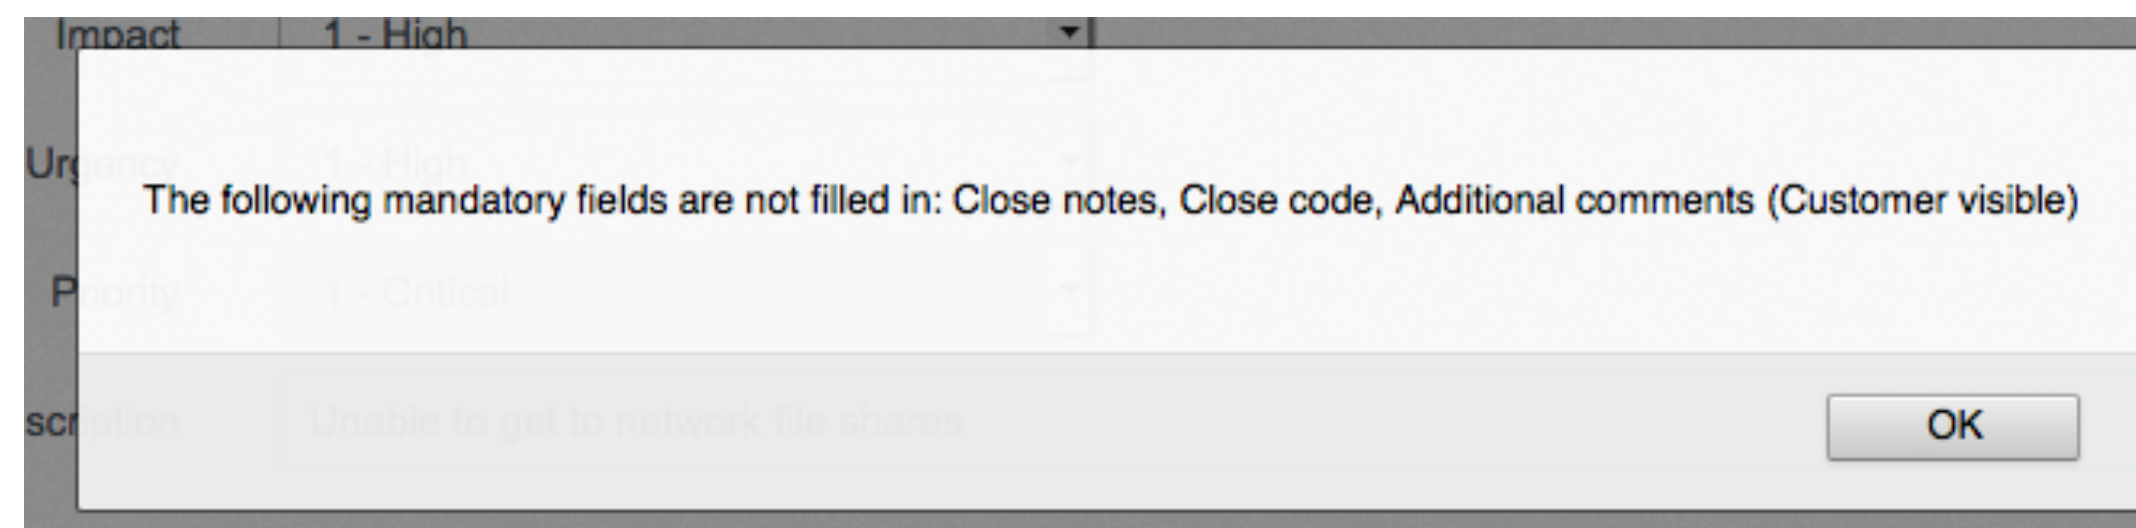 Impact 1 - High
Urgency 1 - High
The following mandatory fields are not filled in: Close notes, Close code, Additional comments (Customer visible)
Priority 1 - Critical
scription Unable to get to network file shares
OK